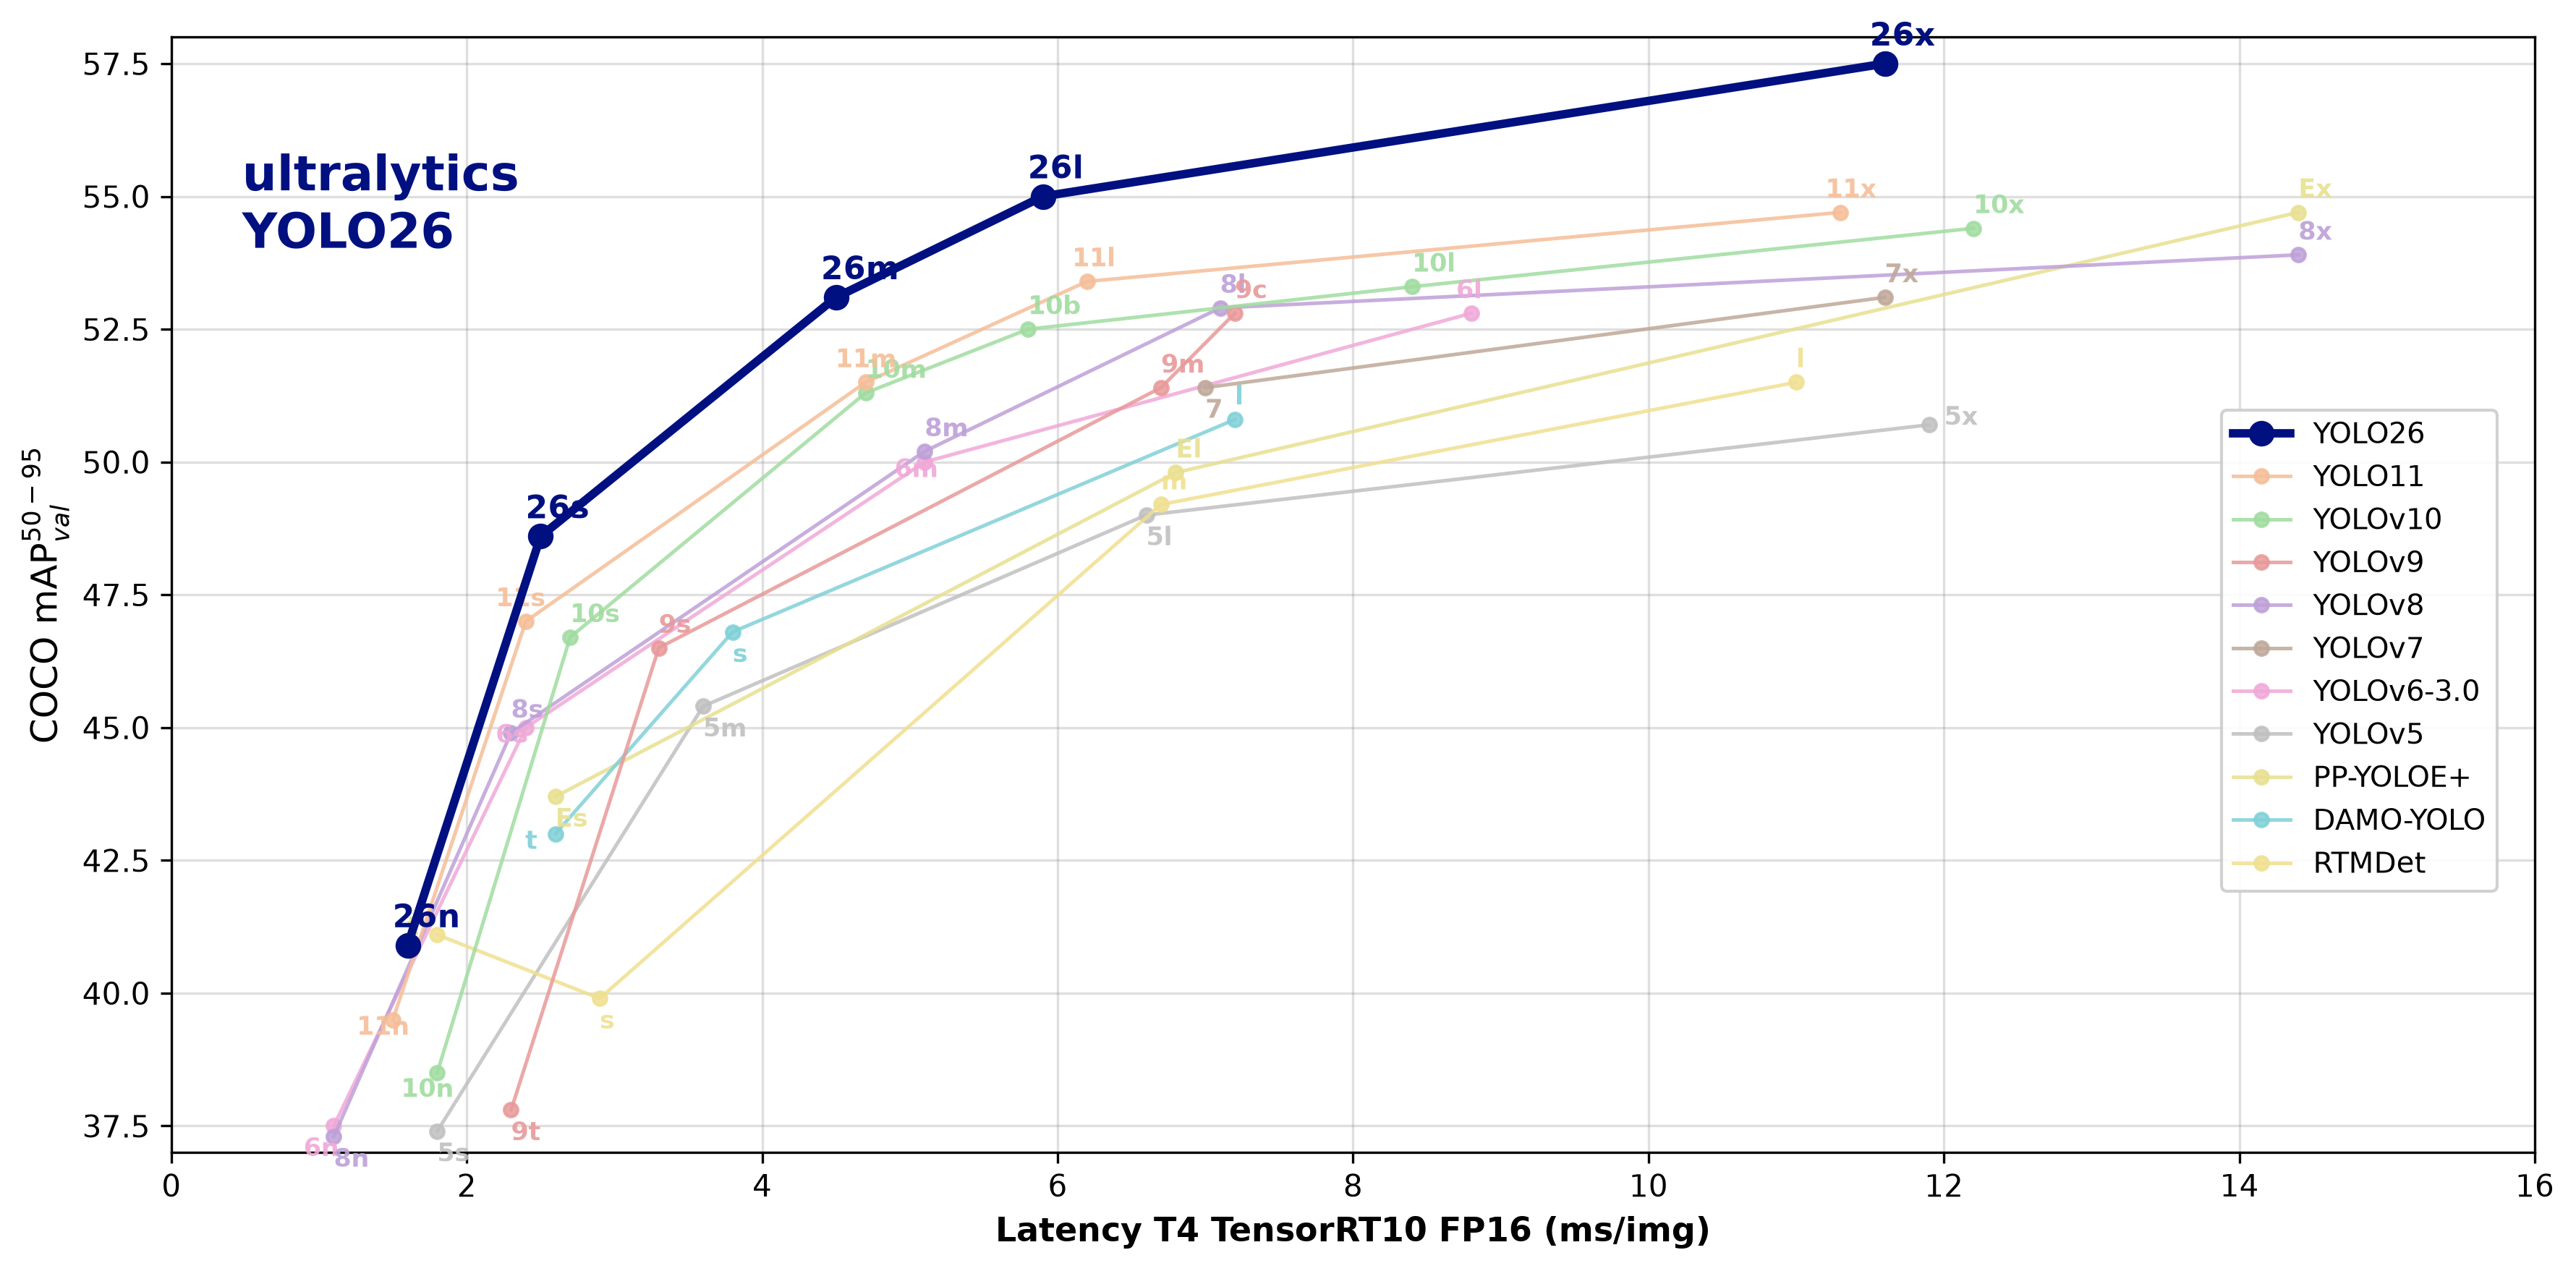 26x
57.5
ultralytics
YOLO26
26l
55.0
11x
10x
Ex
8x
26m
11l
10l
8l
9c
6l
7x
10b
52.5
11m
10m
9m
l
l
7
5x
8m
El
6m
m
50.0
26s
5l
YOLO26
YOLO11
YOLOv10
YOLOv9
YOLOv8
YOLOv7
YOLOv6-3.0
YOLOv5
PP-YOLOE+
DAMO-YOLO
RTMDet
COCO mAP50-95 val
47.5
11s
10s
9s
s
8s
6s
5m
45.0
Es
t
42.5
26n
40.0
s
11n
10n
9t
37.5
6n
8n
5s
0 2 4 6 8 10 12 14 16
Latency T4 TensorRT10 FP16 (ms/img)